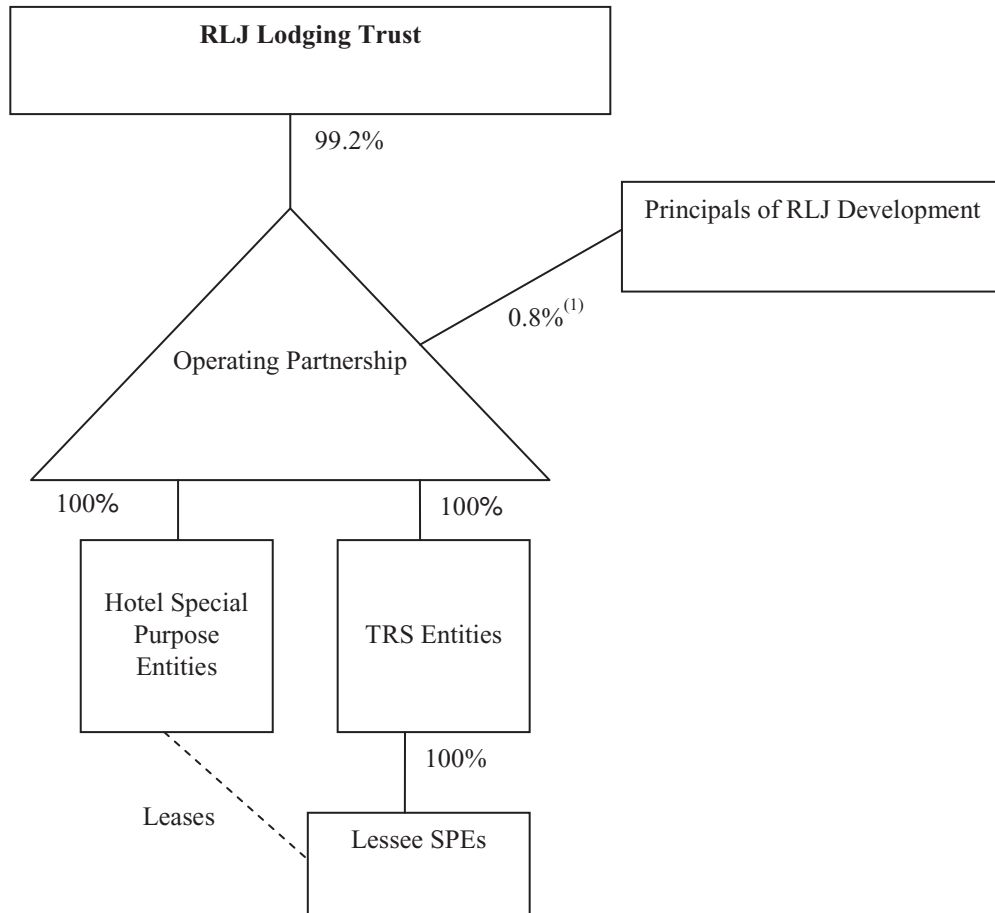 RLJ Lodging Trust
99.2%
Principals of RLJ Development
0.8%(1)
Operating Partnership
100%
100%
Hotel Special
Purpose
Entities
TRS Entities
100%
Leases
Lessee SPEs